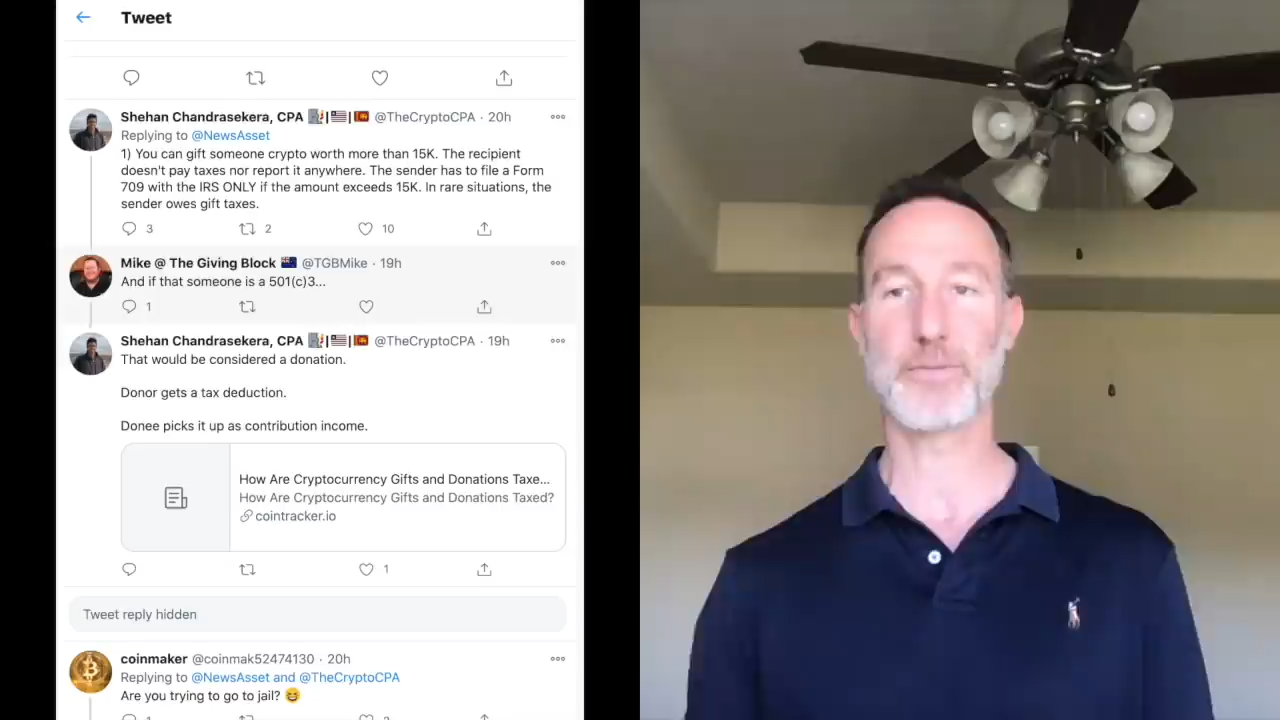 Tweet
Shehan Chandrasekera, CPA @TheCryptoCPA · 20h
Replying to @NewsAsset
1) You can gift someone crypto worth more than 15K. The recipient
doesn't pay taxes nor report it anywhere. The sender has to file a Form
709 with the IRS ONLY if the amount exceeds 15K. In rare situations, the
sender owes gift taxes.
3 2 10
Mike @ The Giving Block @TGBMike · 19h
And if that someone is a 501(c)3...
1
Shehan Chandrasekera, CPA @TheCryptoCPA · 19h
That would be considered a donation.
Donor gets a tax deduction.
Donee picks it up as contribution income.
How Are Cryptocurrency Gifts and Donations Taxe...
How Are Cryptocurrency Gifts and Donations Taxed?
cointracker.io
1
Tweet reply hidden
coinmaker @coinmak52474130 · 20h
Replying to @NewsAsset and @TheCryptoCPA
Are you trying to go to jail? 😆